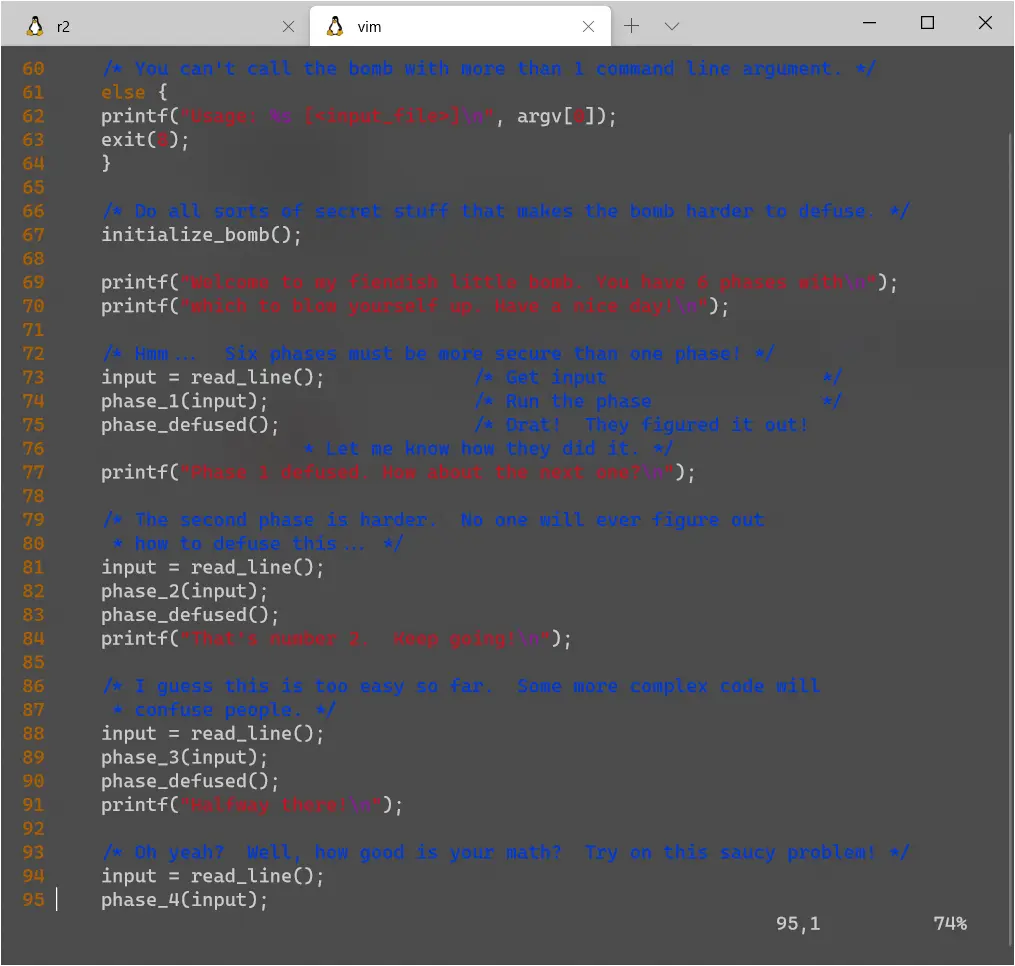 r2
vim
60 /* You can't call the bomb with more than 1 command line argument. */
61 else {
62 printf("Usage: %s [<input_file>]\n", argv[0]);
63 exit(8);
64 }
65
66 /* Do all sorts of secret stuff that makes the bomb harder to defuse. */
67 initialize_bomb();
68
69 printf("Welcome to my fiendish little bomb. You have 6 phases with\n");
70 printf("which to blow yourself up. Have a nice day!\n");
71
72 /* Hmm... Six phases must be more secure than one phase! */
73 input = read_line(); /* Get input */
74 phase_1(input); /* Run the phase */
75 phase_defused(); /* Drat! They figured it out!
76 * Let me know how they did it. */
77 printf("Phase 1 defused. How about the next one?\n");
78
79 /* The second phase is harder. No one will ever figure out
80 * how to defuse this... */
81 input = read_line();
82 phase_2(input);
83 phase_defused();
84 printf("That's number 2. Keep going!\n");
85
86 /* I guess this is too easy so far. Some more complex code will
87 * confuse people. */
88 input = read_line();
89 phase_3(input);
90 phase_defused();
91 printf("Halfway there!\n");
92
93 /* Oh yeah? Well, how good is your math? Try on this saucy problem! */
94 input = read_line();
95 phase_4(input);
95,1 74%